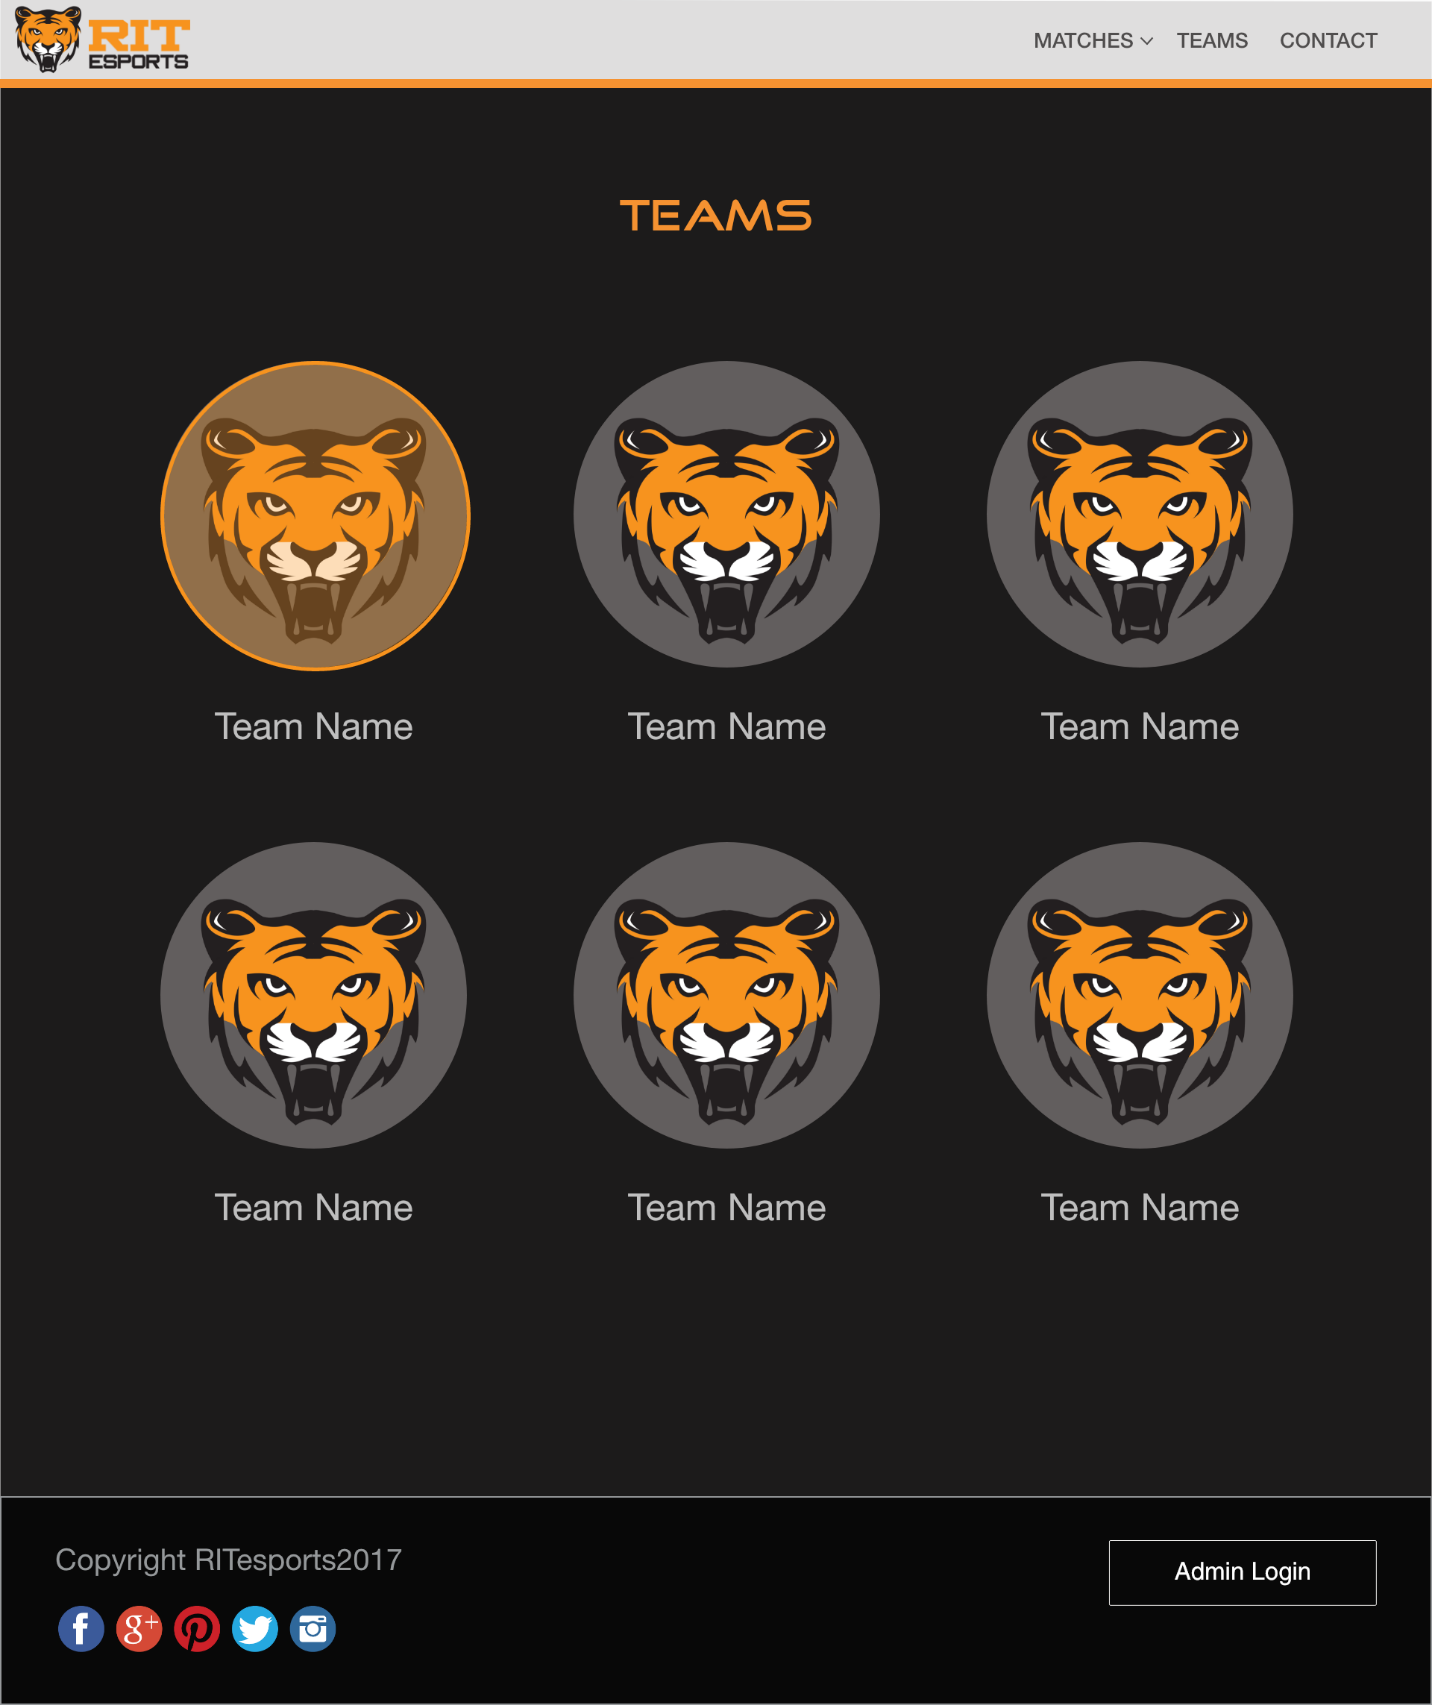 RIT
ESPORTS
MATCHES TEAMS CONTACT
TEAMS
Team Name Team Name Team Name
Team Name Team Name Team Name
Copyright RITesports2017
Admin Login
f g+ p